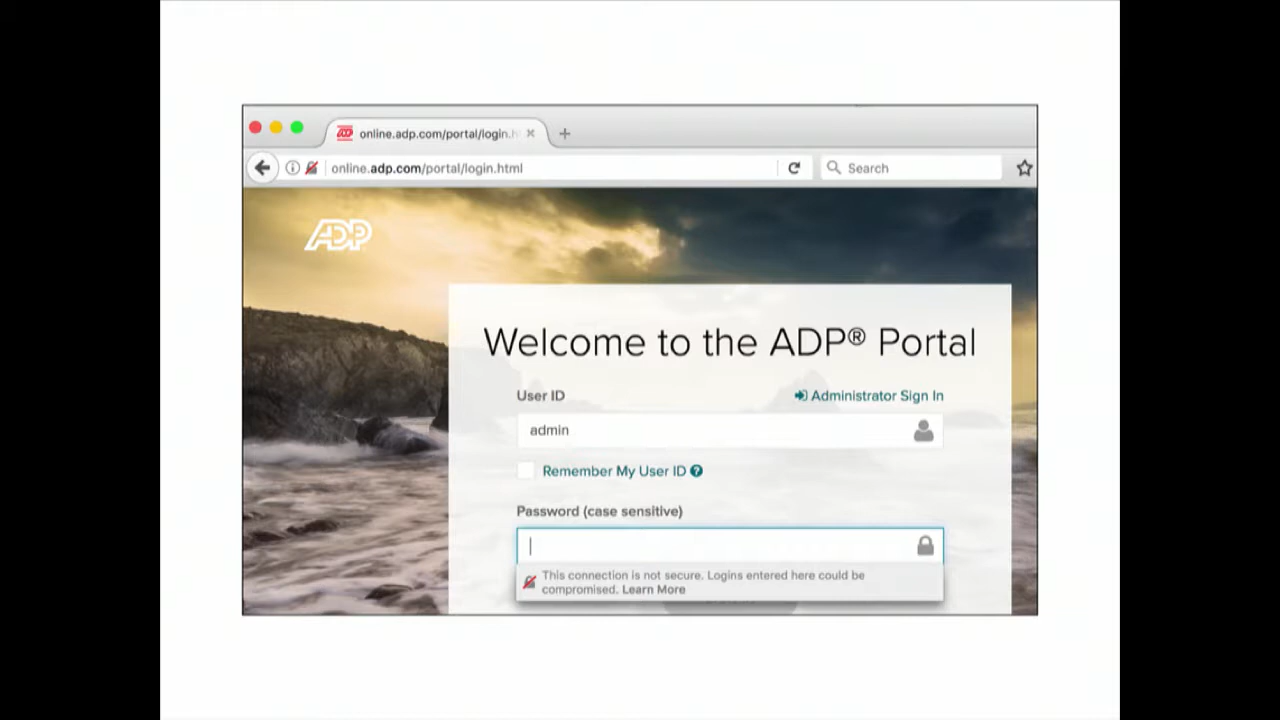 ADP online.adp.com/portal/login.h
online.adp.com/portal/login.html
Search
ADP
Welcome to the ADP® Portal
User ID
Administrator Sign In
admin
Remember My User ID ?
Password (case sensitive)
This connection is not secure. Logins entered here could be
compromised. Learn More